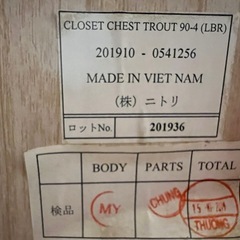 CLOSET CHEST TROUT 90-4 (LBR)
201910 - 0541256
MADE IN VIET NAM
(株) ニトリ
ロットNo. 201936
BODY PARTS TOTAL
検品 MY CHUNG
THUONG